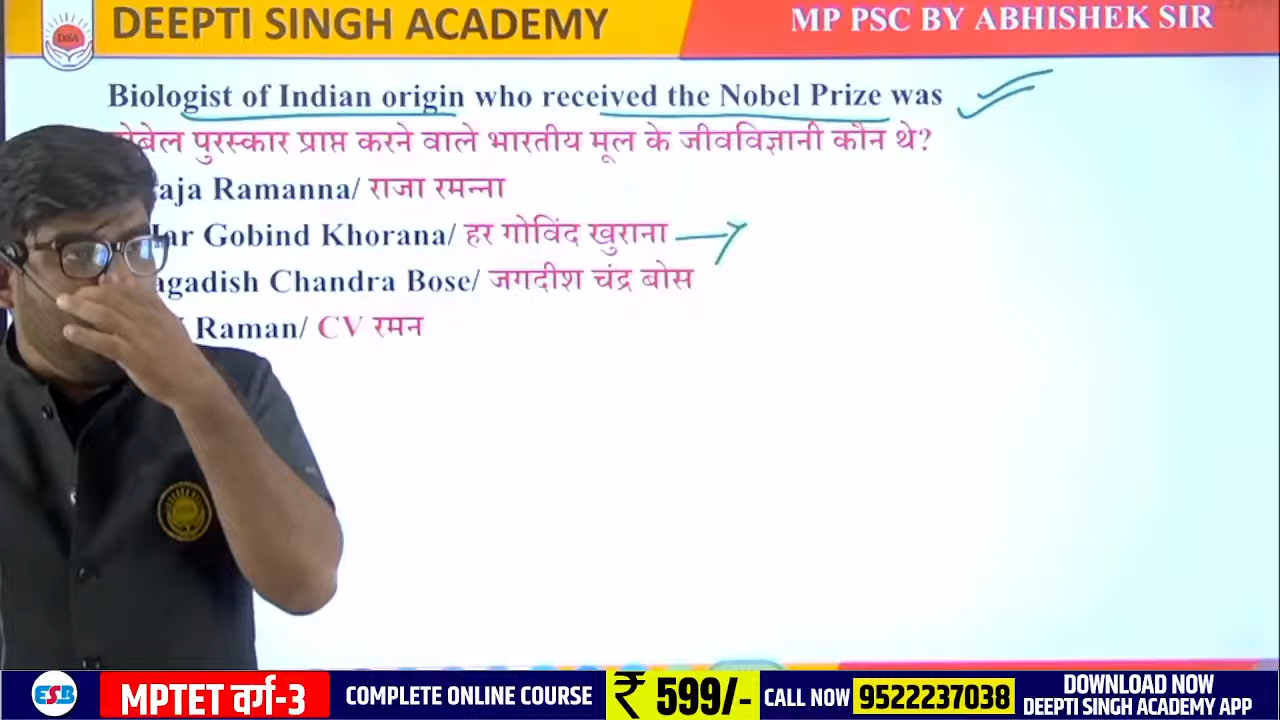 DEEPTI SINGH ACADEMY
MP PSC BY ABHISHEK SIR
Biologist of Indian origin who received the Nobel Prize was
पुरस्कार प्राप्त करने वाले भारतीय मूल के जीवविज्ञानी कौन थे?
Ramanna/ राजा रमन्ना
Gobind Khorana/ हर गोविंद खुराना
Chandra Bose/ जगदीश चंद्र बोस
Raman/ CV रमन
ESB
MPTET वर्ग-3
COMPLETE ONLINE COURSE
₹ 599/-
CALL NOW 9522237038
DOWNLOAD NOW
DEEPTI SINGH ACADEMY APP